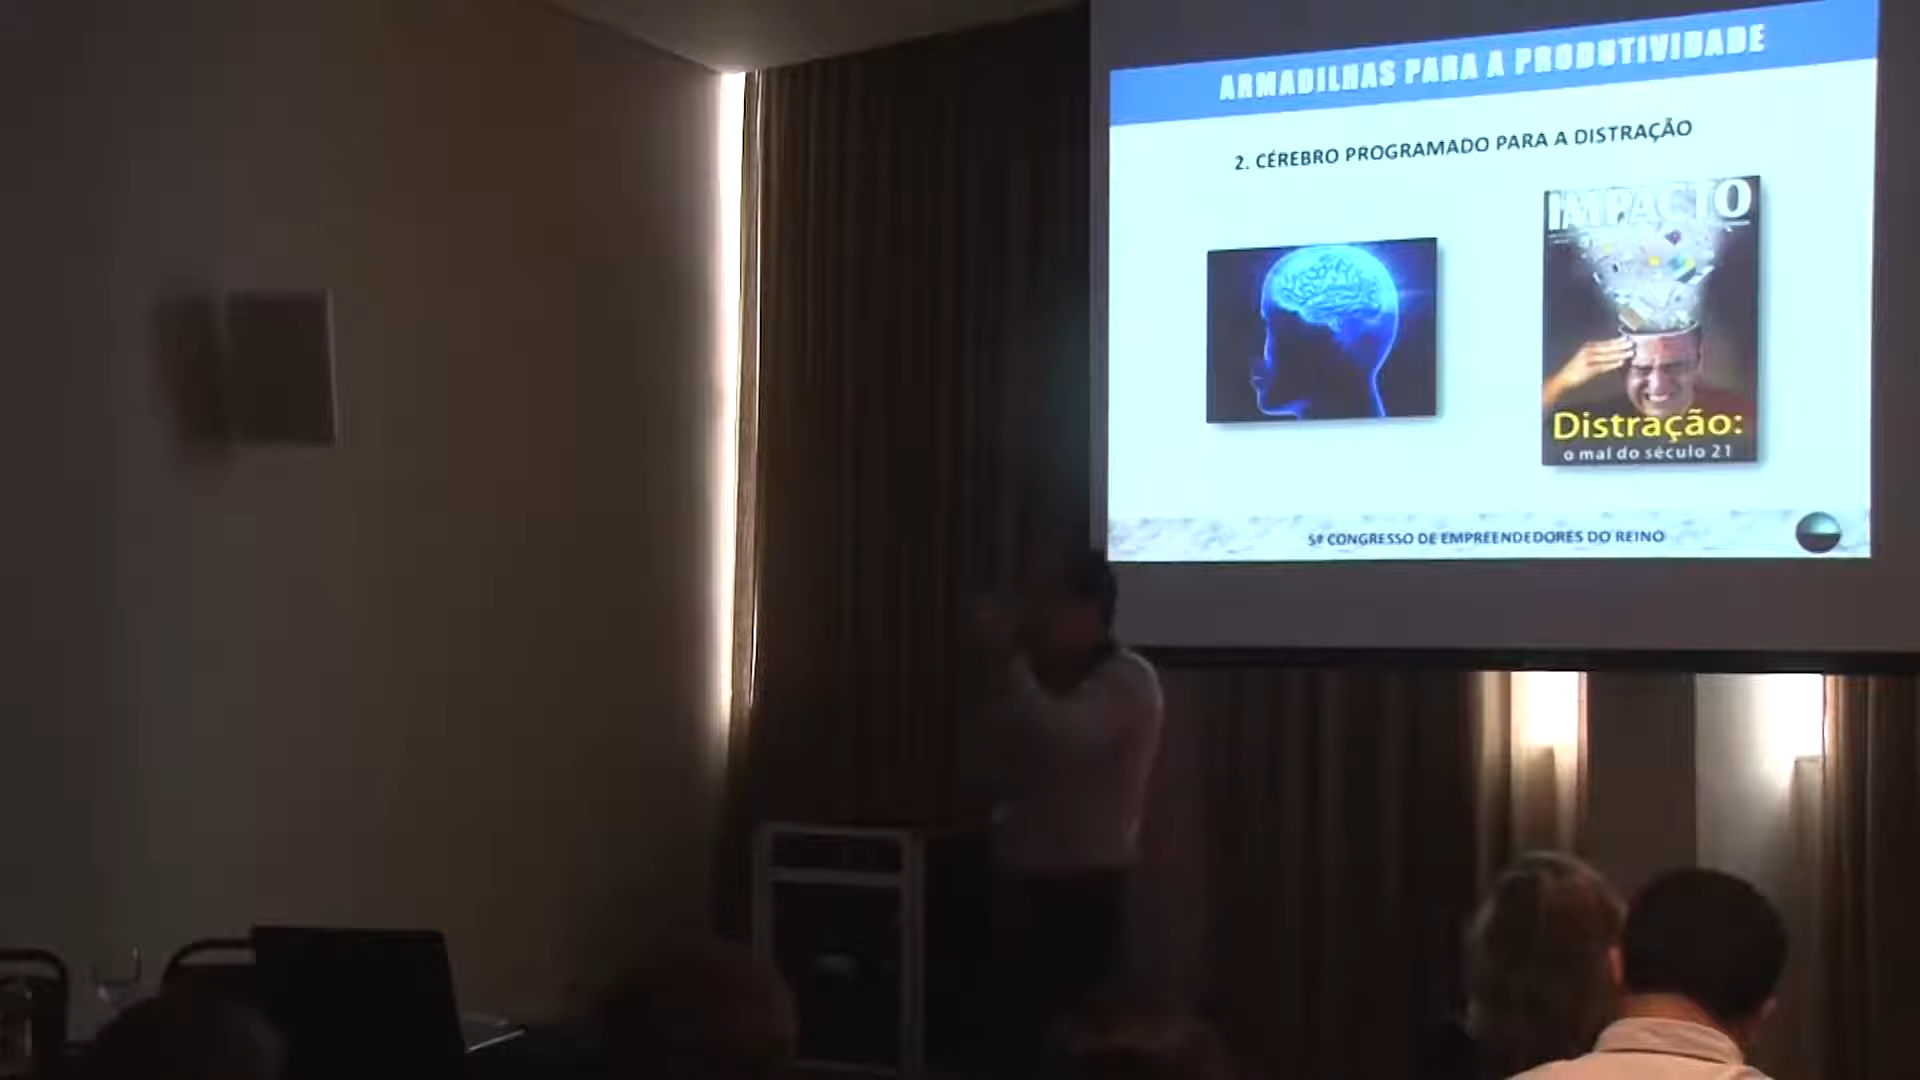 ARMADILHAS PARA A PRODUTIVIDADE
2. CÉREBRO PROGRAMADO PARA A DISTRAÇÃO
IMPACTO
Distração:
o mal do século 21
5º CONGRESSO DE EMPREENDEDORES DO REINO